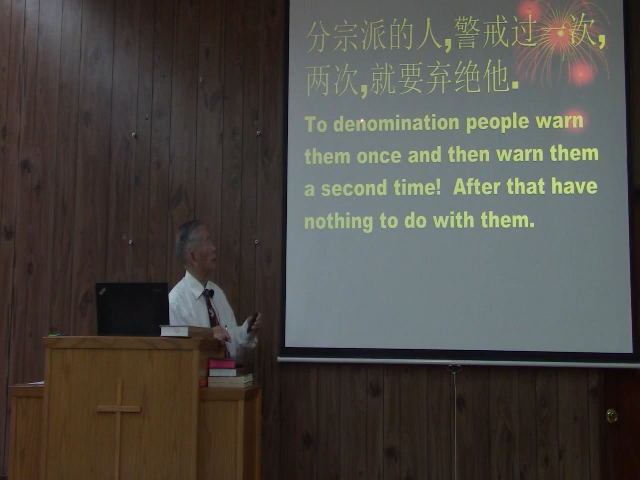 分宗派的人,警戒过一次,
两次,就要弃绝他.
To denomination people warn
them once and then warn them
a second time!  After that have
nothing to do with them.